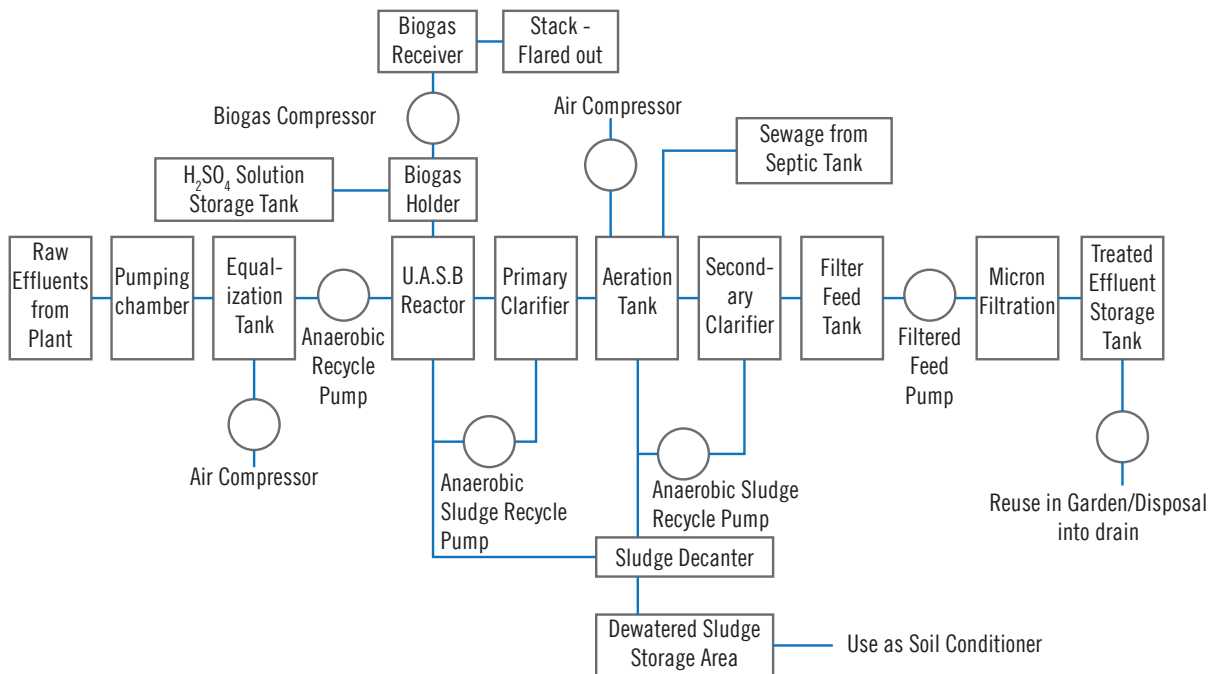 Biogas
Receiver
Stack -
Flared out
Biogas Compressor
Air Compressor
Sewage from
Septic Tank
H₂SO₄ Solution
Storage Tank
Biogas
Holder
Raw
Effluents
from
Plant
Pumping
chamber
Equal-
ization
Tank
Anaerobic
Recycle
Pump
U.A.S.B
Reactor
Primary
Clarifier
Aeration
Tank
Second-
ary
Clarifier
Filter
Feed
Tank
Filtered
Feed
Pump
Micron
Filtration
Treated
Effluent
Storage
Tank
Air Compressor
Anaerobic
Sludge Recycle
Pump
Anaerobic Sludge
Recycle Pump
Reuse in Garden/Disposal
into drain
Sludge Decanter
Dewatered Sludge
Storage Area
Use as Soil Conditioner